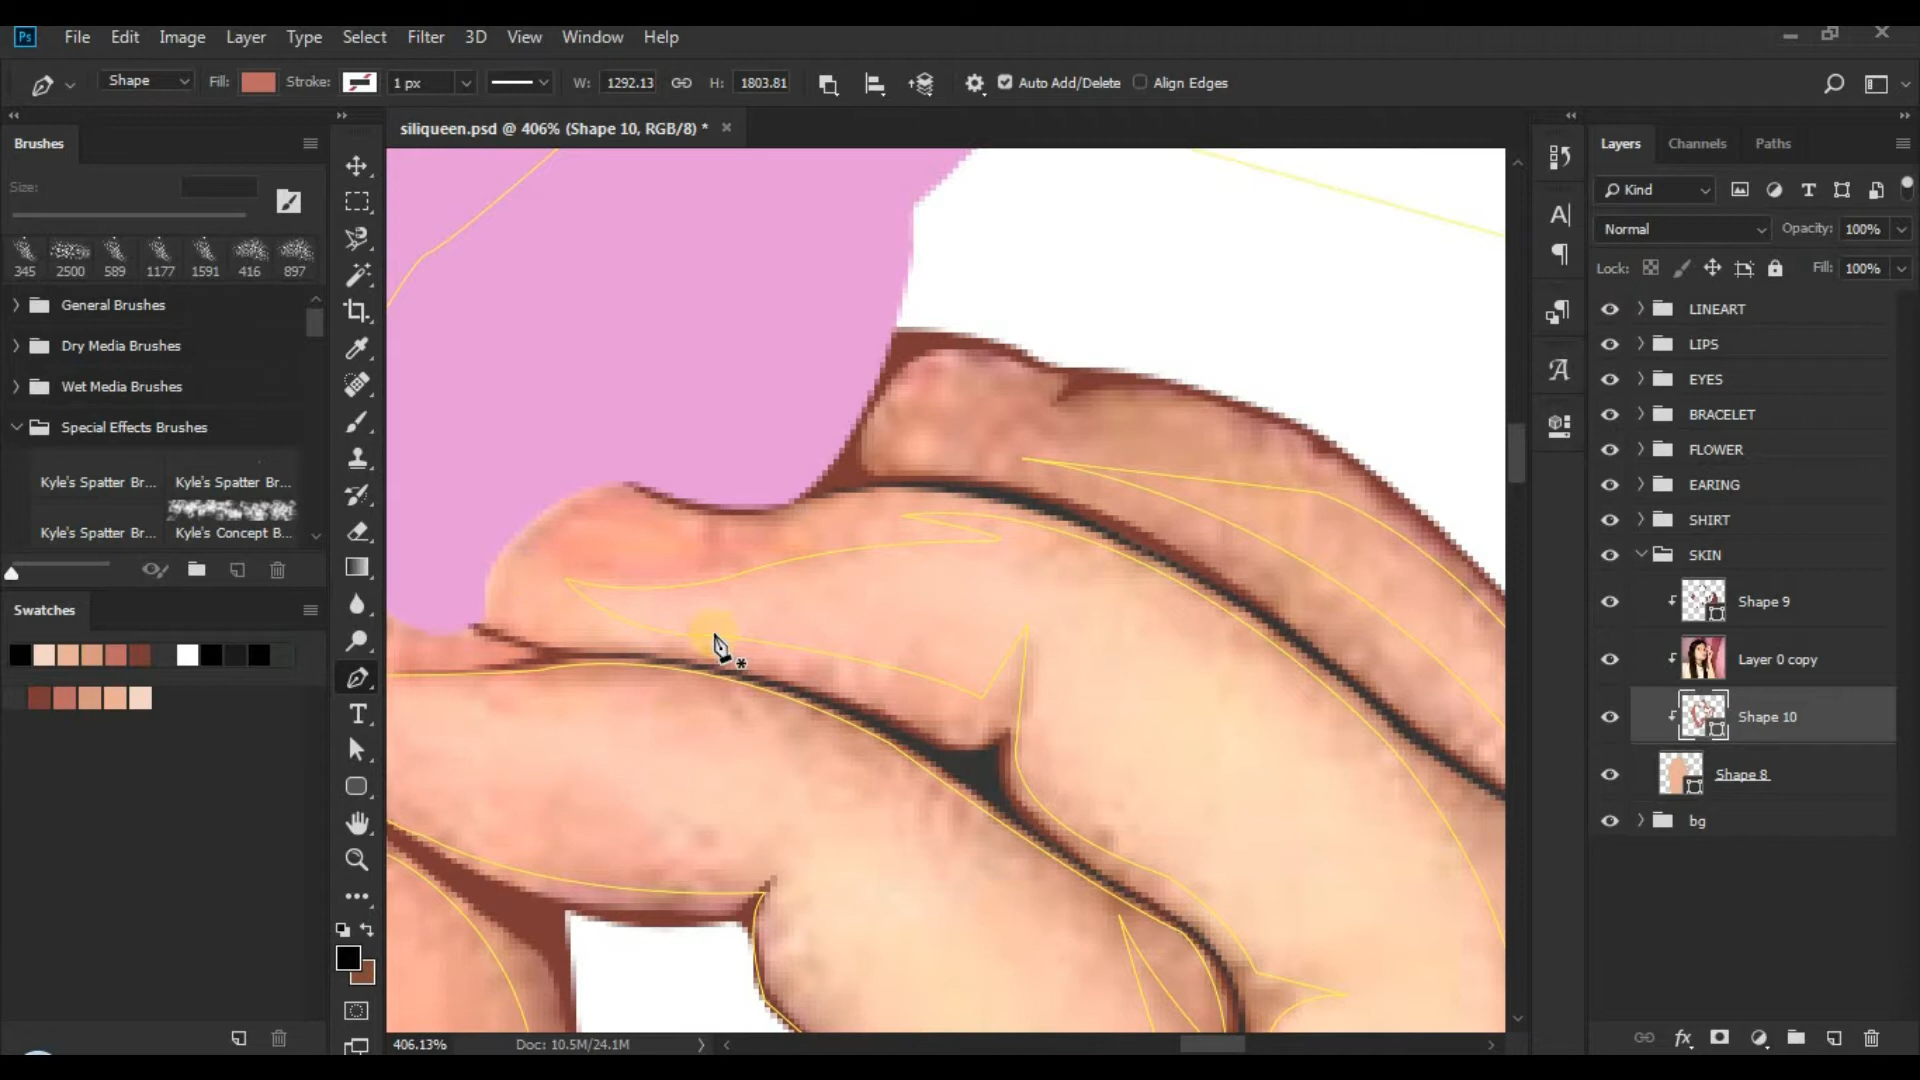 Ps File Edit Image Layer Type Select Filter 3D View Window Help
Shape Fill: Stroke: 1 px W: 1292.13 H: 1803.81 Auto Add/Delete Align Edges
Brushes
siliqueen.psd @ 406% (Shape 10, RGB/8) *
Layers Channels Paths
Size:
Kind
Normal Opacity: 100%
345 2500 589 1177 1591 416 897
Lock: Fill: 100%
General Brushes
Dry Media Brushes
Wet Media Brushes
Special Effects Brushes
Kyle's Spatter Br... Kyle's Spatter Br...
Kyle's Spatter Br... Kyle's Concept B...
Swatches
LINEART
LIPS
EYES
BRACELET
FLOWER
EARING
SHIRT
SKIN
Shape 9
Layer 0 copy
Shape 10
Shape 8
bg
406.13% Doc: 10.5M/24.1M